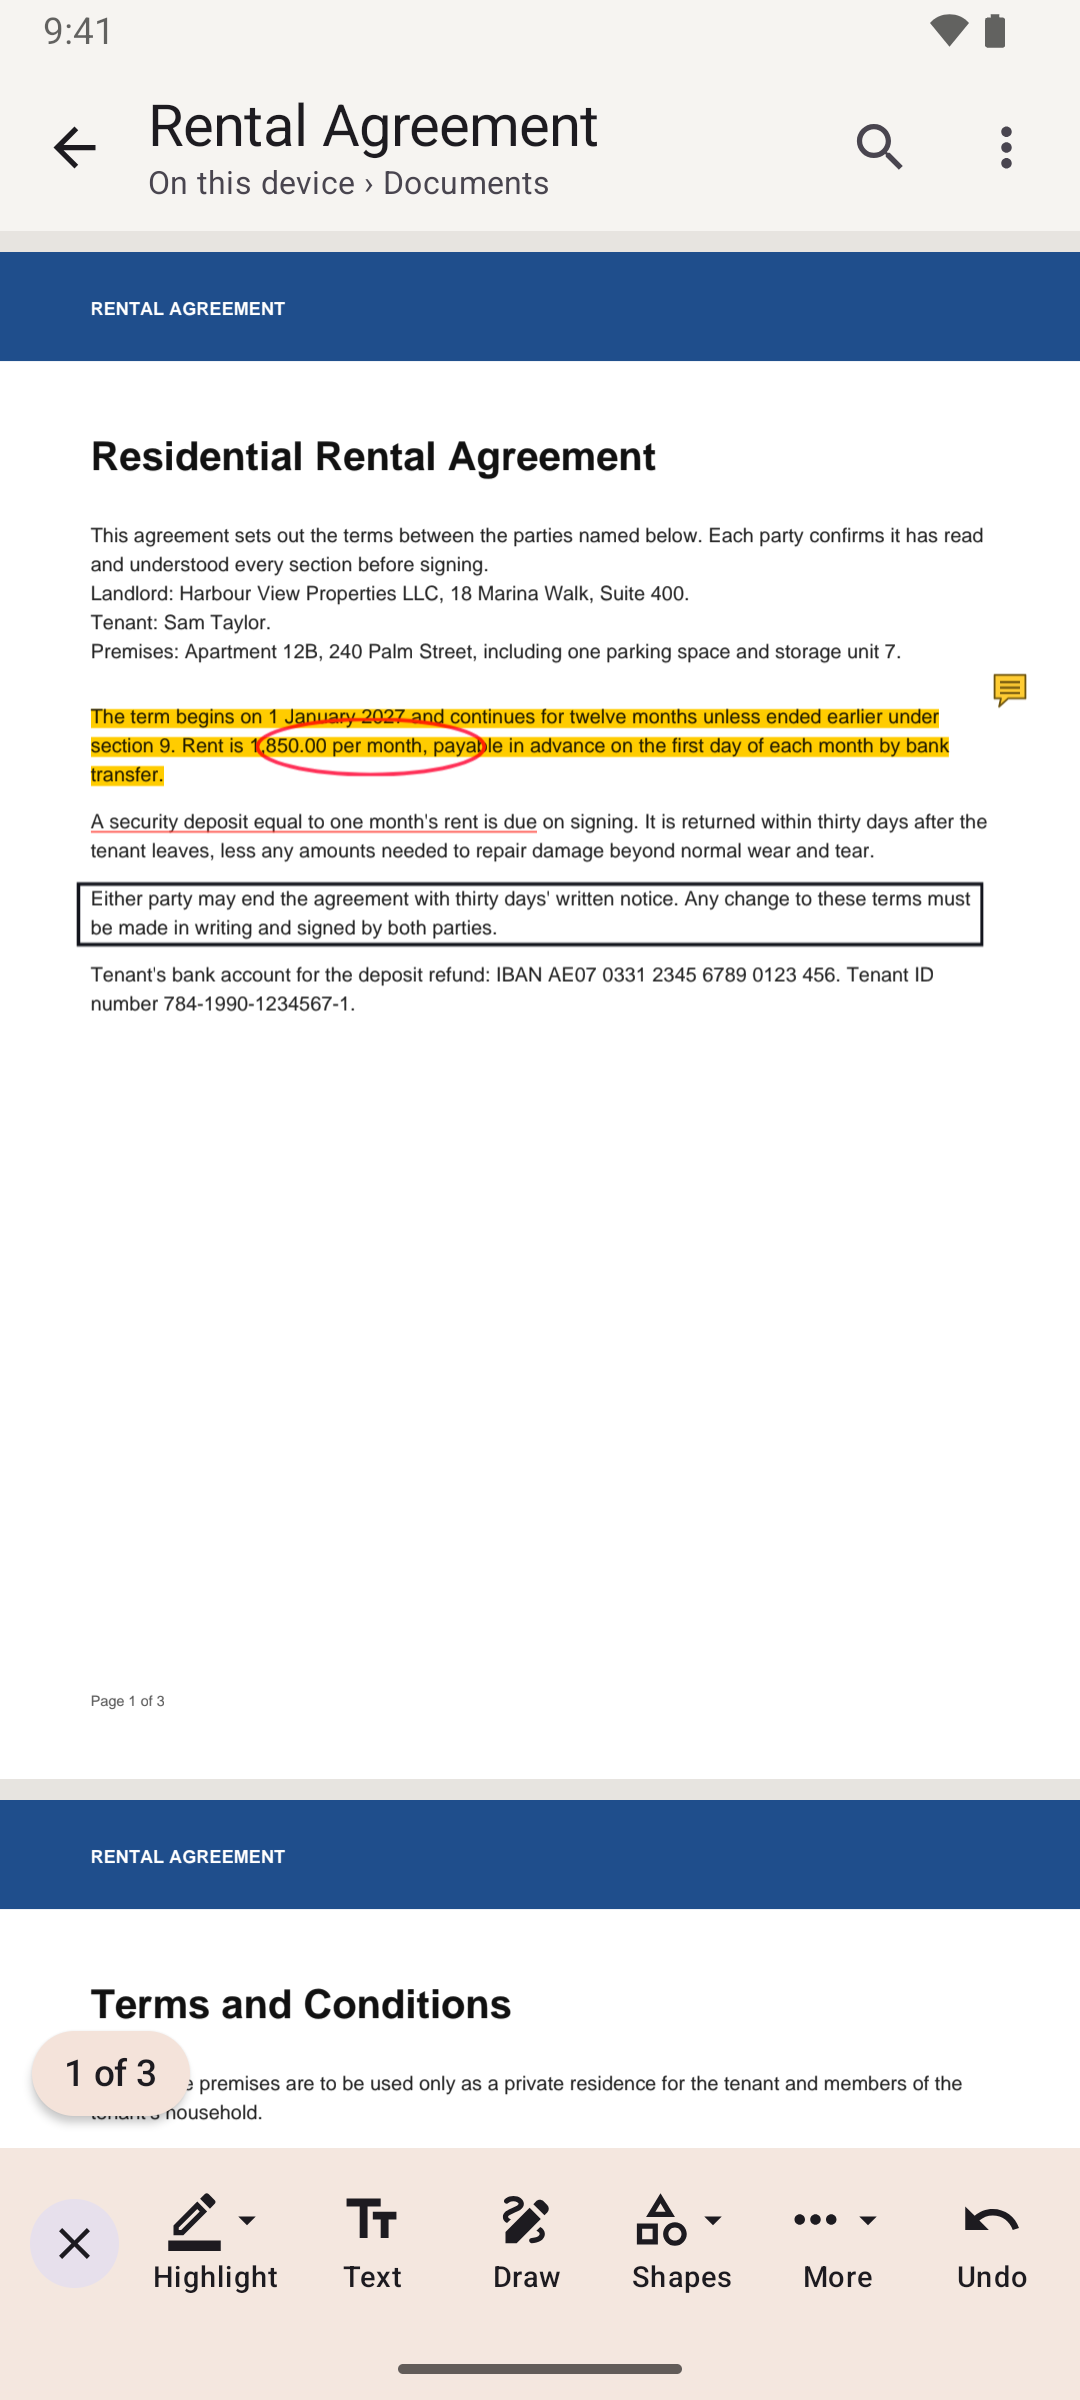 9:41
Rental Agreement
On this device › Documents
RENTAL AGREEMENT
Residential Rental Agreement
This agreement sets out the terms between the parties named below. Each party confirms it has read
and understood every section before signing.
Landlord: Harbour View Properties LLC, 18 Marina Walk, Suite 400.
Tenant: Sam Taylor.
Premises: Apartment 12B, 240 Palm Street, including one parking space and storage unit 7.
The term begins on 1 January 2027 and continues for twelve months unless ended earlier under
section 9. Rent is 1,850.00 per month, payable in advance on the first day of each month by bank
transfer.
A security deposit equal to one month's rent is due on signing. It is returned within thirty days after the
tenant leaves, less any amounts needed to repair damage beyond normal wear and tear.
Either party may end the agreement with thirty days' written notice. Any change to these terms must
be made in writing and signed by both parties.
Tenant's bank account for the deposit refund: IBAN AE07 0331 2345 6789 0123 456. Tenant ID
number 784-1990-1234567-1.
Page 1 of 3
RENTAL AGREEMENT
Terms and Conditions
premises are to be used only as a private residence for the tenant and members of the
household.
1 of 3
Highlight
Text
Draw
Shapes
More
Undo